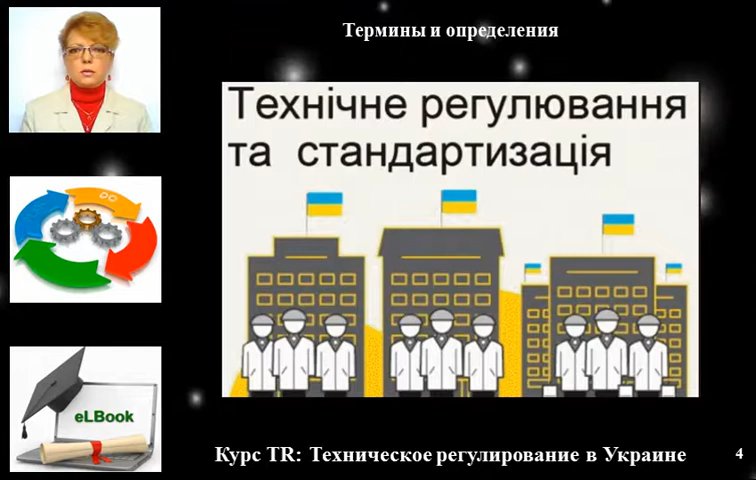 Термины и определения
Технічне регулювання
та стандартизація
eLBook
Курс TR: Техническое регулирование в Украине
4